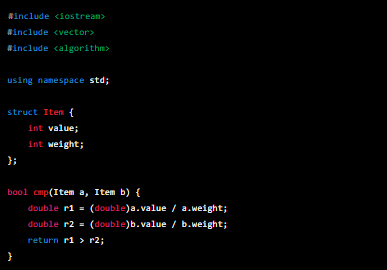 #include <iostream>
#include <vector>
#include <algorithm>
using namespace std;
struct Item {
int value;
int weight;
};
bool cmp(Item a, Item b) {
double r1 = (double)a.value / a.weight;
double r2 = (double)b.value / b.weight;
return r1 > r2;
}